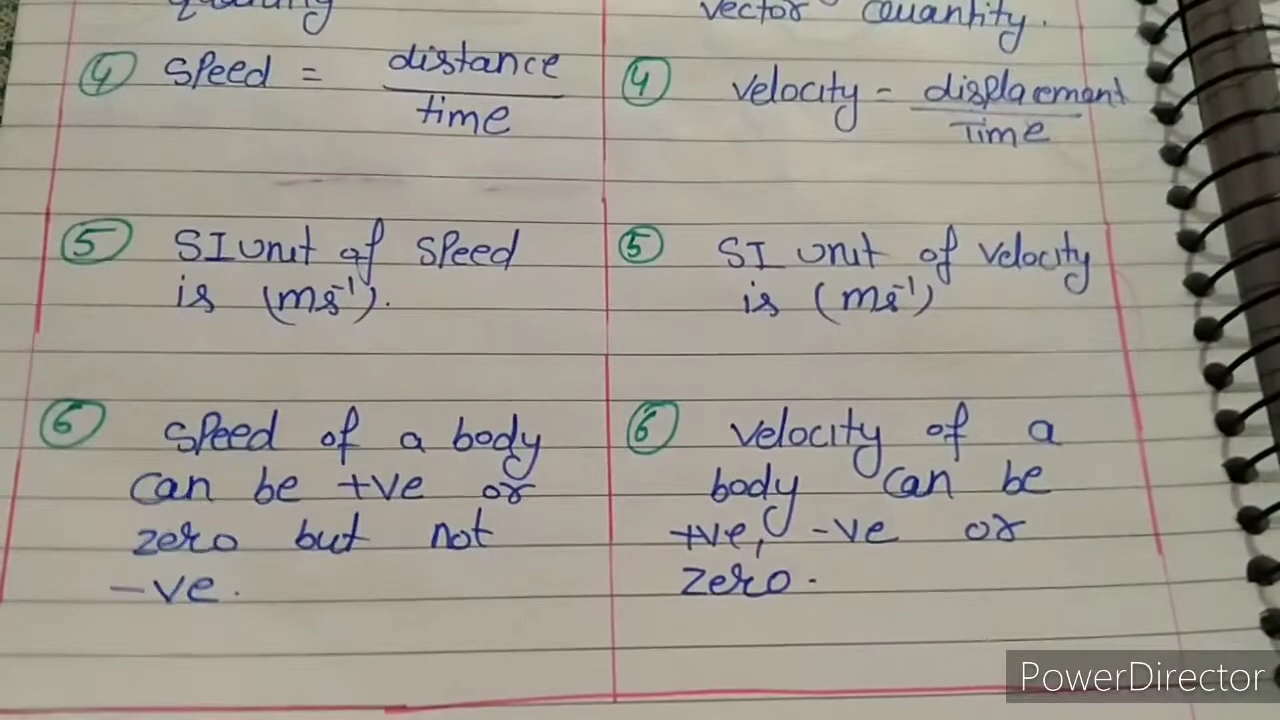 quantity
④ Speed = distance
time
⑤ SI unit of speed
is (ms⁻¹).
⑥ speed of a body
can be +ve or
zero but not
-ve.
vector quantity.
④ velocity = displacement
Time
⑤ SI unit of velocity
is (ms⁻¹)
⑥ velocity of a
body can be
+ve, -ve or
zero.
PowerDirector